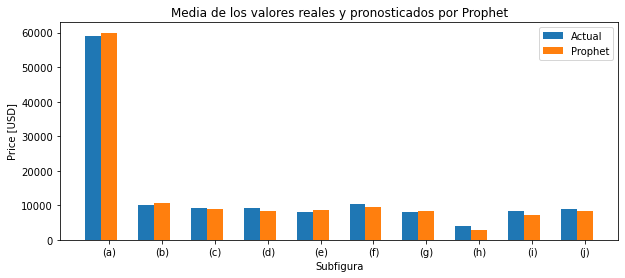 Media de los valores reales y pronosticados por Prophet
Actual
Prophet
Price [USD]
60000
50000
40000
30000
20000
10000
0
(a) (b) (c) (d) (e) (f) (g) (h) (i) (j)
Subfigura